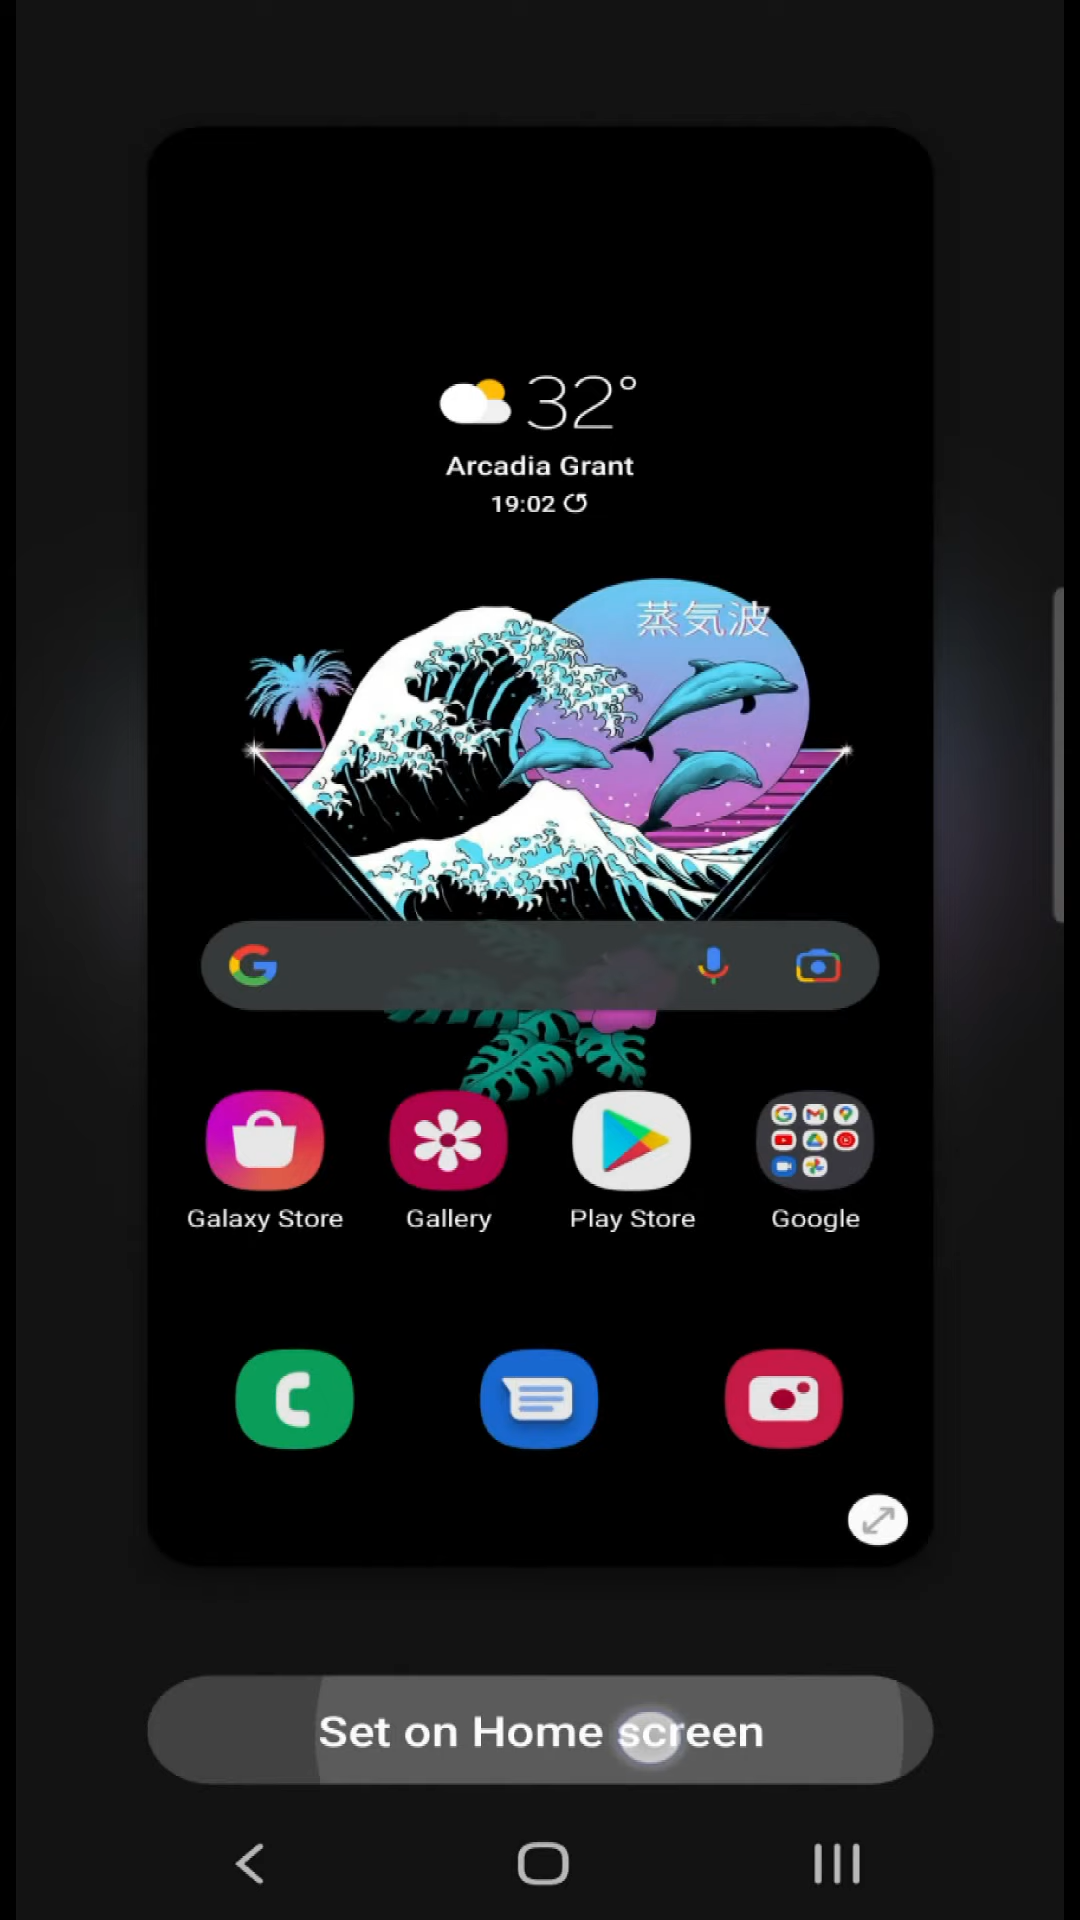 32°
Arcadia Grant
19:02
蒸気波
Galaxy Store
Gallery
Play Store
Google
Set on Home screen